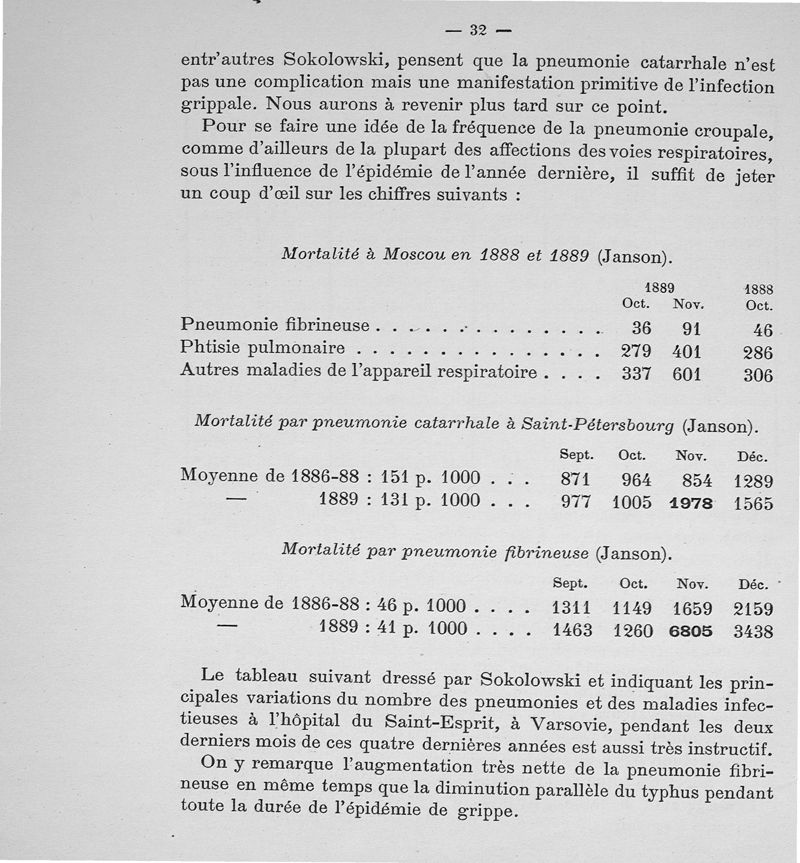 — 32 —
entr'autres Sokolowski, pensent que la pneumonie catarrhale n'est
pas une complication mais une manifestation primitive de l'infection
grippale. Nous aurons à revenir plus tard sur ce point.
Pour se faire une idée de la fréquence de la pneumonie croupale,
comme d'ailleurs de la plupart des affections des voies respiratoires,
sous l'influence de l'épidémie de l'année dernière, il suffit de jeter
un coup d'œil sur les chiffres suivants :
Mortalité à Moscou en 1888 et 1889 (Janson).
1889 1888
Oct. Nov. Oct.
Pneumonie fibrineuse . . . . . . . . . . . . . . . 36 91 46
Phtisie pulmonaire . . . . . . . . . . . . . . . . 279 401 286
Autres maladies de l'appareil respiratoire . . . . 337 601 306
Mortalité par pneumonie catarrhale à Saint-Pétersbourg (Janson).
Sept. Oct. Nov. Déc.
Moyenne de 1886-88 : 151 p. 1000 . . . 871 964 854 1289
— 1889 : 131 p. 1000 . . . 977 1005 1978 1565
Mortalité par pneumonie fibrineuse (Janson).
Sept. Oct. Nov. Déc.
Moyenne de 1886-88 : 46 p. 1000 . . . . 1311 1149 1659 2159
— 1889 : 41 p. 1000 . . . . 1463 1260 6805 3438
Le tableau suivant dressé par Sokolowski et indiquant les prin-
cipales variations du nombre des pneumonies et des maladies infec-
tieuses à l'hôpital du Saint-Esprit, à Varsovie, pendant les deux
derniers mois de ces quatre dernières années est aussi très instructif.
On y remarque l'augmentation très nette de la pneumonie fibri-
neuse en même temps que la diminution parallèle du typhus pendant
toute la durée de l'épidémie de grippe.